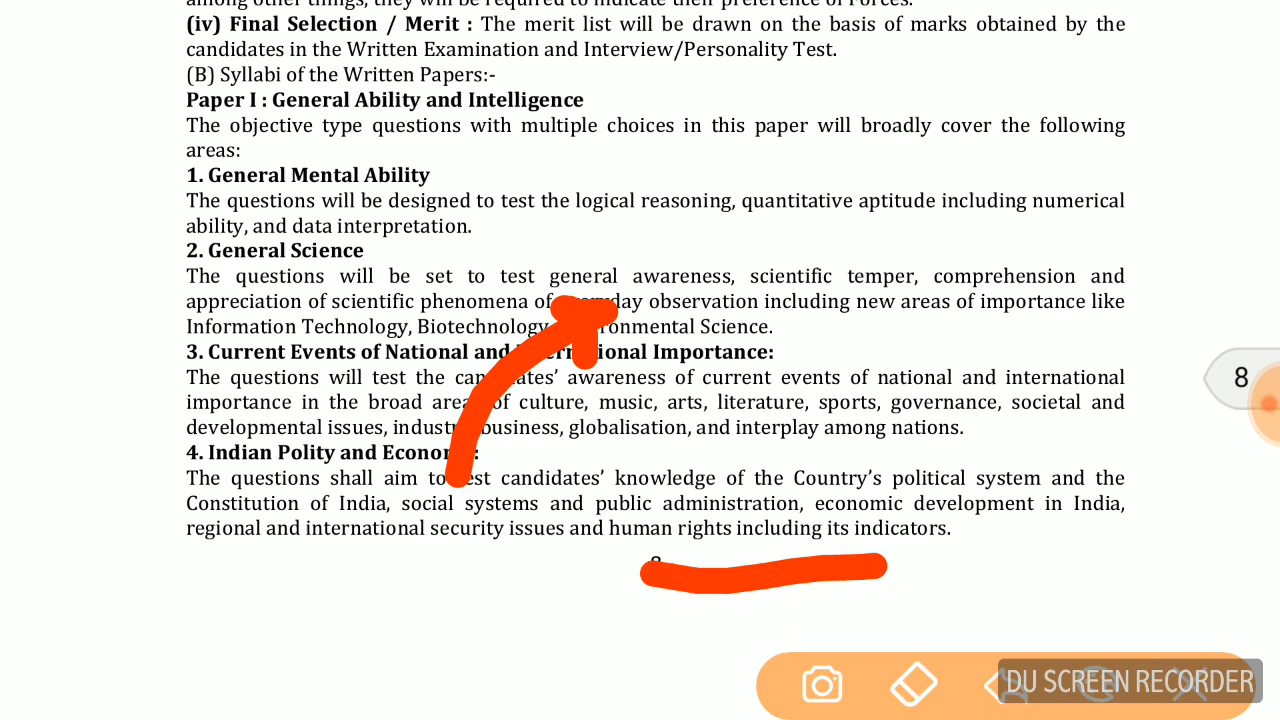 among other things, they will be required to indicate their preference of Forces.
(iv) Final Selection / Merit : The merit list will be drawn on the basis of marks obtained by the
candidates in the Written Examination and Interview/Personality Test.
(B) Syllabi of the Written Papers:-
Paper I : General Ability and Intelligence
The objective type questions with multiple choices in this paper will broadly cover the following
areas:
1. General Mental Ability
The questions will be designed to test the logical reasoning, quantitative aptitude including numerical
ability, and data interpretation.
2. General Science
The questions will be set to test general awareness, scientific temper, comprehension and
appreciation of scientific phenomena of everyday observation including new areas of importance like
Information Technology, Biotechnology, Environmental Science.
3. Current Events of National and International Importance:
The questions will test the candidates’ awareness of current events of national and international
importance in the broad areas of culture, music, arts, literature, sports, governance, societal and
developmental issues, industry, business, globalisation, and interplay among nations.
4. Indian Polity and Economy:
The questions shall aim to test candidates’ knowledge of the Country’s political system and the
Constitution of India, social systems and public administration, economic development in India,
regional and international security issues and human rights including its indicators.
8
DU SCREEN RECORDER